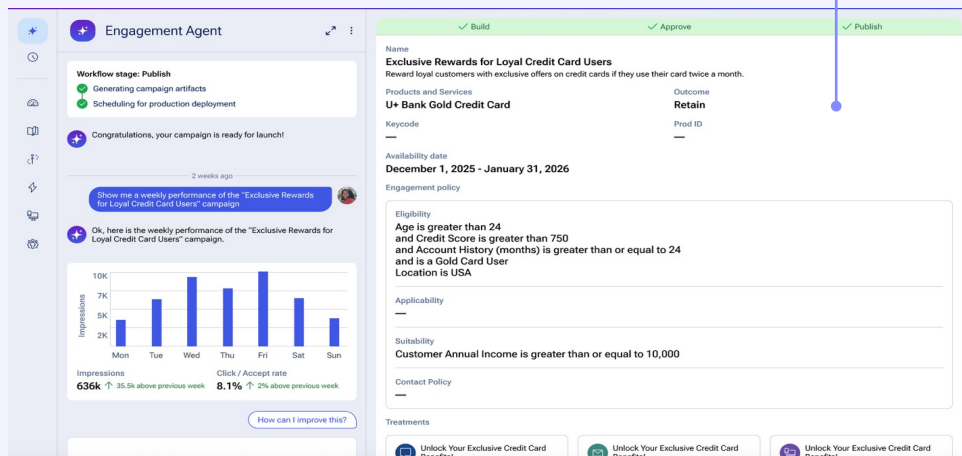 Engagement Agent
Workflow stage: Publish
Generating campaign artifacts
Scheduling for production deployment
Congratulations, your campaign is ready for launch!
2 weeks ago
Show me a weekly performance of the "Exclusive Rewards
for Loyal Credit Card Users" campaign
Ok, here is the weekly performance of the "Exclusive Rewards for
Loyal Credit Card Users" campaign.
Impressions
10K
7K
5K
2K
Mon Tue Wed Thu Fri Sat Sun
Impressions
636k ↑ 35.5k above previous week
Click / Accept rate
8.1% ↑ 2% above previous week
How can I improve this?
Build
Approve
Publish
Name
Exclusive Rewards for Loyal Credit Card Users
Reward loyal customers with exclusive offers on credit cards if they use their card twice a month.
Products and Services
U+ Bank Gold Credit Card
Outcome
Retain
Keycode
—
Prod ID
—
Availability date
December 1, 2025 - January 31, 2026
Engagement policy
Eligibility
Age is greater than 24
and Credit Score is greater than 750
and Account History (months) is greater than or equal to 24
and is a Gold Card User
Location is USA
Applicability
—
Suitability
Customer Annual Income is greater than or equal to 10,000
Contact Policy
—
Treatments
Unlock Your Exclusive Credit Card
Benefits!
Unlock Your Exclusive Credit Card
Benefits!
Unlock Your Exclusive Credit Card
Benefits!